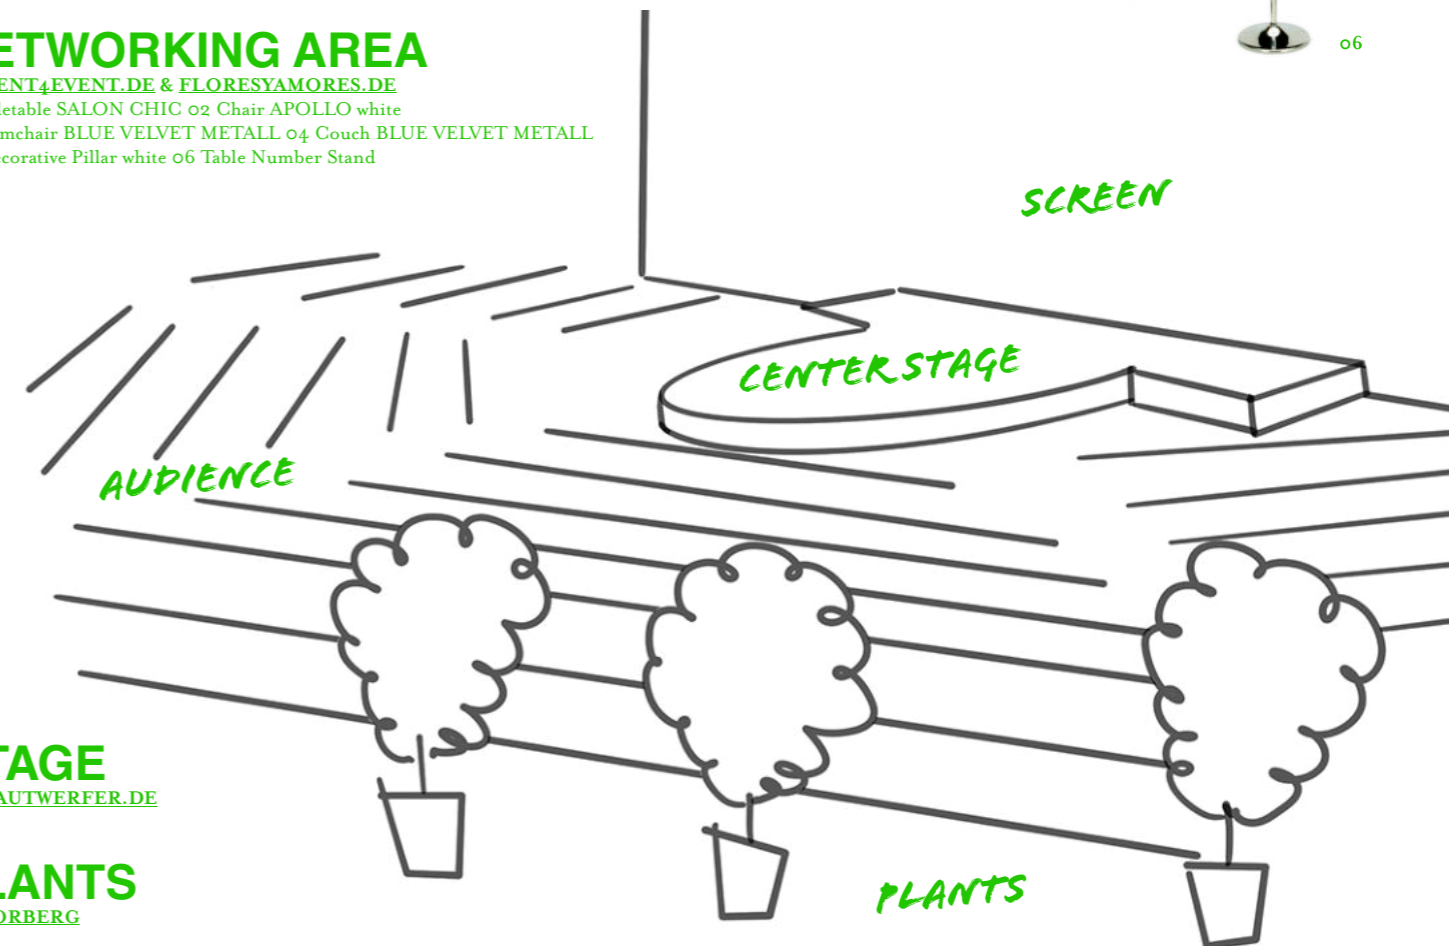 ETWORKING AREA
ENT4EVENT.DE & FLORESYAMORES.DE
letable SALON CHIC 02 Chair APOLLO white
mchair BLUE VELVET METALL 04 Couch BLUE VELVET METALL
ecorative Pillar white 06 Table Number Stand
06
SCREEN
CENTER STAGE
AUDIENCE
TAGE
AUTWERFER.DE
LANTS
ORBERG
PLANTS